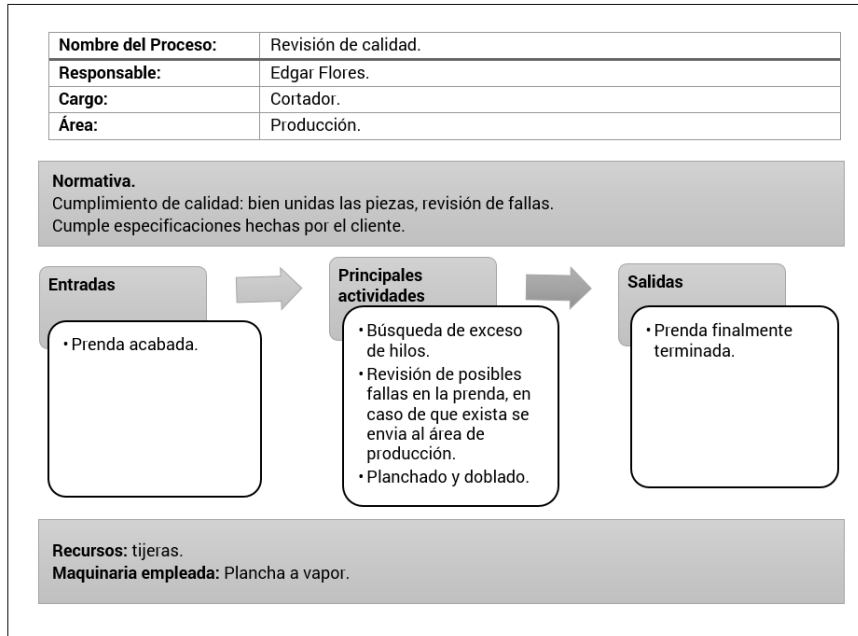 Nombre del Proceso: Revisión de calidad.
Responsable: Edgar Flores.
Cargo: Cortador.
Área: Producción.
Normativa.
Cumplimiento de calidad: bien unidas las piezas, revisión de fallas.
Cumple especificaciones hechas por el cliente.
Entradas
• Prenda acabada.
Principales
actividades
• Búsqueda de exceso
de hilos.
• Revisión de posibles
fallas en la prenda, en
caso de que exista se
envia al área de
producción.
• Planchado y doblado.
Salidas
• Prenda finalmente
terminada.
Recursos: tijeras.
Maquinaria empleada: Plancha a vapor.